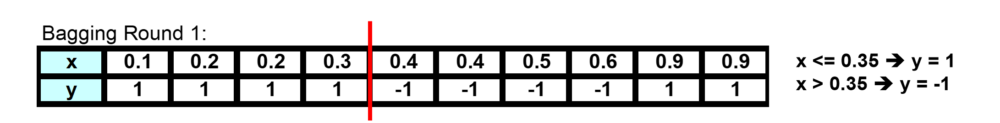 Bagging Round 1:
x 0.1 0.2 0.2 0.3 0.4 0.4 0.5 0.6 0.9 0.9
y 1 1 1 1 -1 -1 -1 -1 1 1
x <= 0.35 ➔ y = 1
x > 0.35 ➔ y = -1